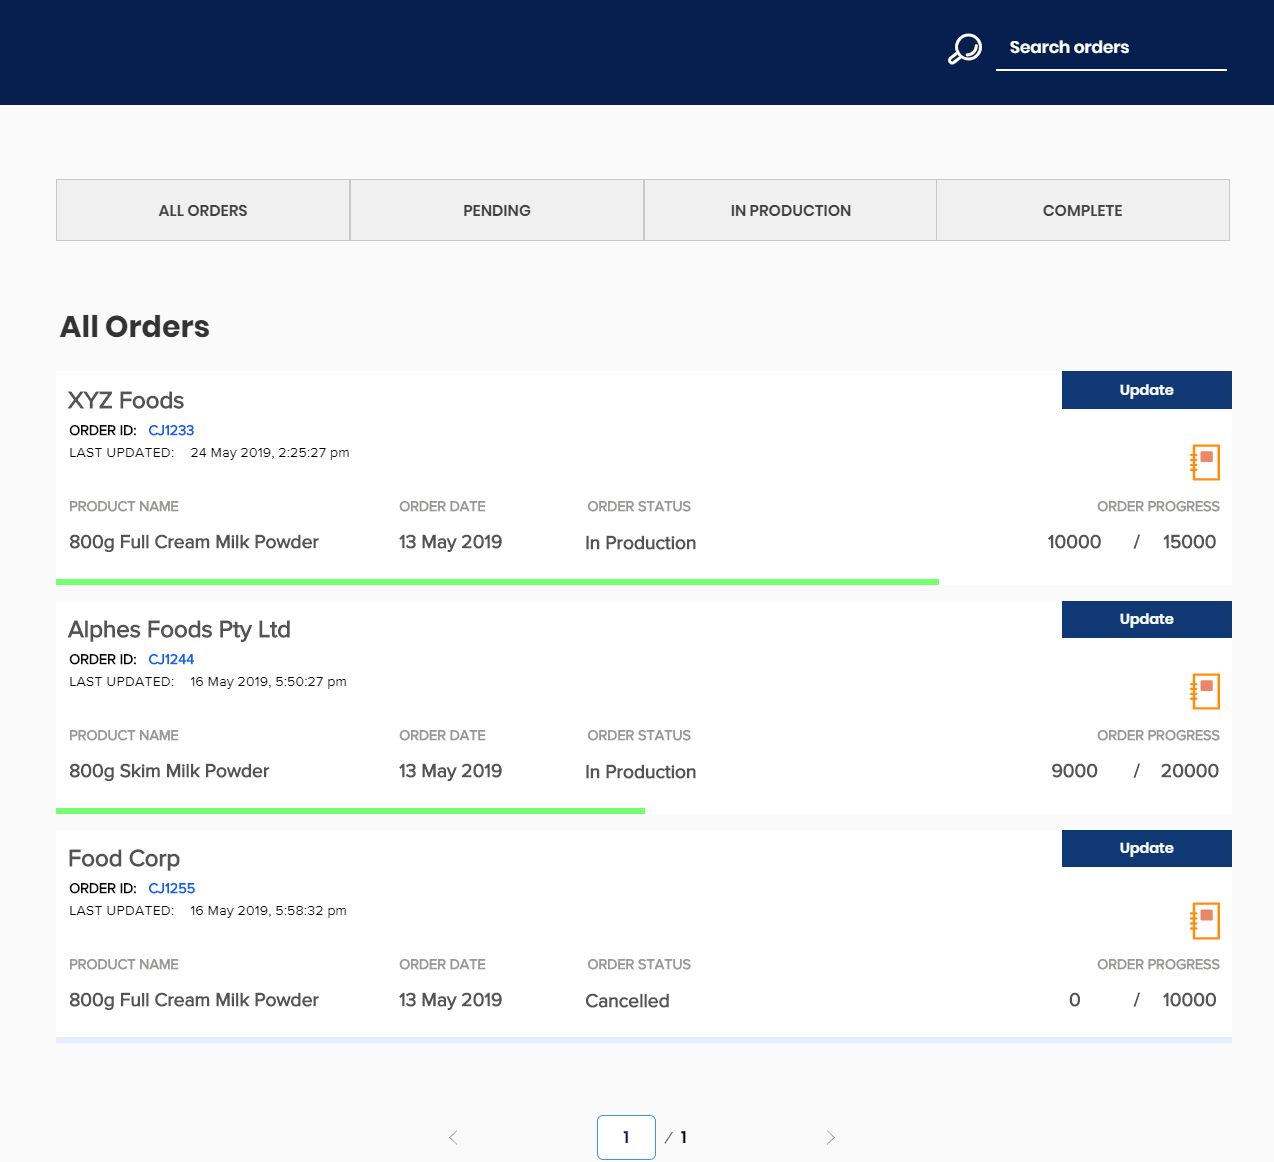 Search orders
ALL ORDERS PENDING IN PRODUCTION COMPLETE
All Orders
Update
XYZ Foods
ORDER ID: CJ1233
LAST UPDATED: 24 May 2019, 2:25:27 pm
PRODUCT NAME ORDER DATE ORDER STATUS ORDER PROGRESS
800g Full Cream Milk Powder 13 May 2019 In Production 10000 / 15000
Update
Alphes Foods Pty Ltd
ORDER ID: CJ1244
LAST UPDATED: 16 May 2019, 5:50:27 pm
PRODUCT NAME ORDER DATE ORDER STATUS ORDER PROGRESS
800g Skim Milk Powder 13 May 2019 In Production 9000 / 20000
Update
Food Corp
ORDER ID: CJ1255
LAST UPDATED: 16 May 2019, 5:58:32 pm
PRODUCT NAME ORDER DATE ORDER STATUS ORDER PROGRESS
800g Full Cream Milk Powder 13 May 2019 Cancelled 0 / 10000
1 / 1